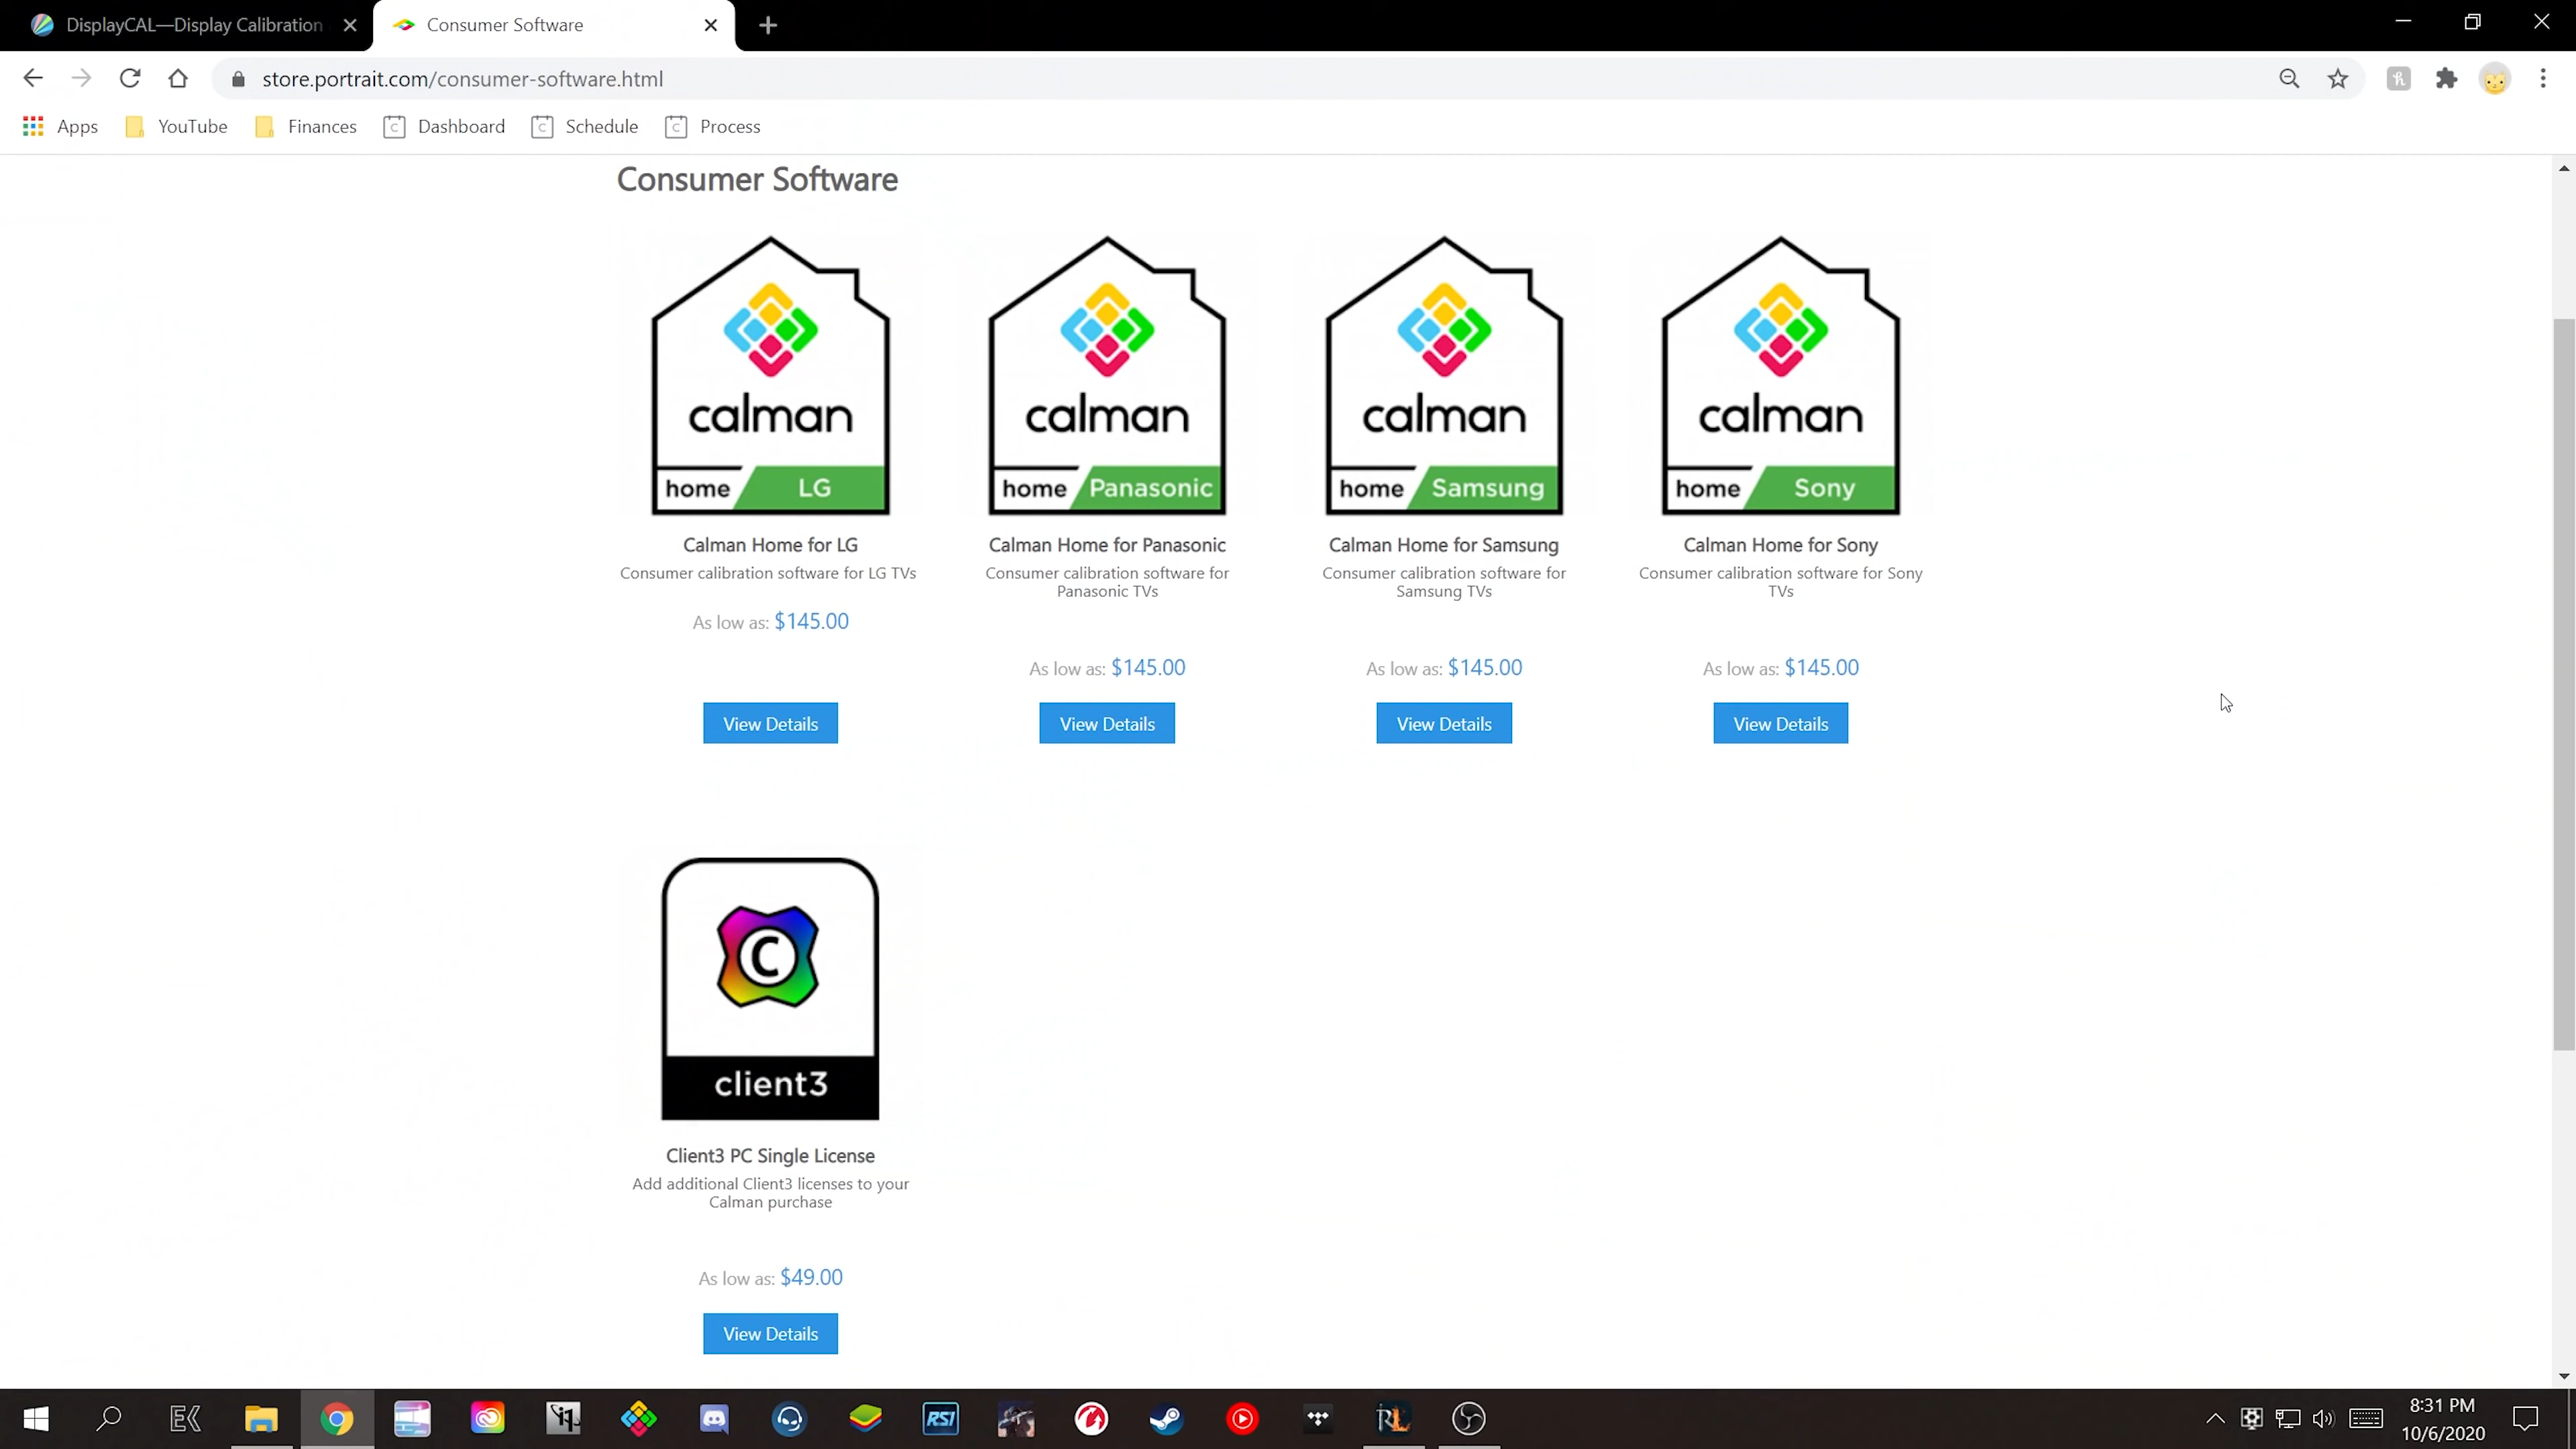 DisplayCAL—Display Calibration
Consumer Software
store.portrait.com/consumer-software.html
Apps
YouTube
Finances
Dashboard
Schedule
Process
Consumer Software
calman
home LG
calman
home Panasonic
calman
home Samsung
calman
home Sony
Calman Home for LG
Consumer calibration software for LG TVs
As low as: $145.00
View Details
Calman Home for Panasonic
Consumer calibration software for
Panasonic TVs
As low as: $145.00
View Details
Calman Home for Samsung
Consumer calibration software for
Samsung TVs
As low as: $145.00
View Details
Calman Home for Sony
Consumer calibration software for Sony
TVs
As low as: $145.00
View Details
C
client3
Client3 PC Single License
Add additional Client3 licenses to your
Calman purchase
As low as: $49.00
View Details
RSI
8:31 PM
10/6/2020